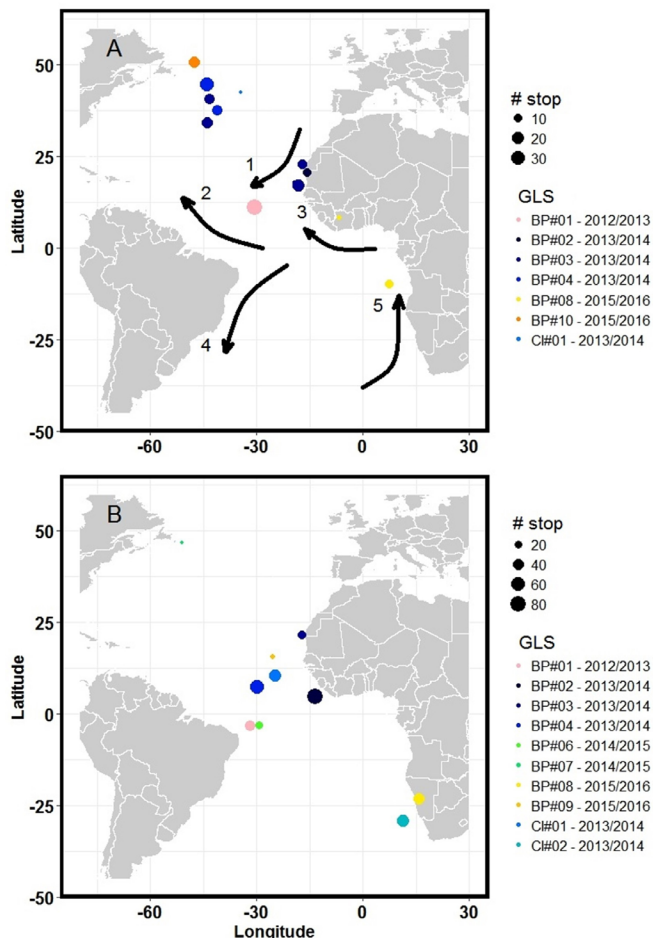 A
50
25
0
-25
-50
Latitude
1
2
3
4
5
-60
-30
0
30
# stop
10
20
30
GLS
BP#01 - 2012/2013
BP#02 - 2013/2014
BP#03 - 2013/2014
BP#04 - 2013/2014
BP#08 - 2015/2016
BP#10 - 2015/2016
CI#01 - 2013/2014
B
50
25
0
-25
-50
Latitude
-60
-30
0
30
Longitude
# stop
20
40
60
80
GLS
BP#01 - 2012/2013
BP#02 - 2013/2014
BP#03 - 2013/2014
BP#04 - 2013/2014
BP#06 - 2014/2015
BP#07 - 2014/2015
BP#08 - 2015/2016
BP#09 - 2015/2016
CI#01 - 2013/2014
CI#02 - 2013/2014